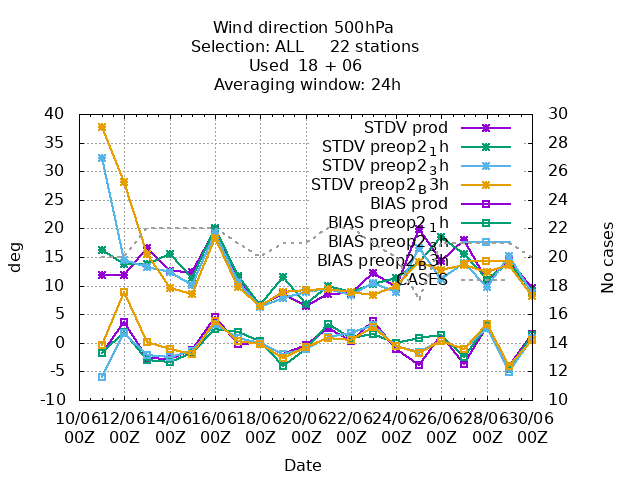 Wind direction 500hPa
Selection: ALL 22 stations
Used 18 + 06
Averaging window: 24h
40
35
30
25
20
15
10
5
0
-5
-10
deg
30
28
26
24
22
20
18
16
14
12
10
No cases
STDV prod
STDV preop2_1h
STDV preop2_3h
STDV preop2_B3h
BIAS prod
BIAS preop2_1h
BIAS preop2_3h
BIAS preop2_B3h
CASES
10/06 12/06 14/06 16/06 18/06 20/06 22/06 24/06 26/06 28/06 30/06
00Z 00Z 00Z 00Z 00Z 00Z 00Z 00Z 00Z 00Z 00Z
Date